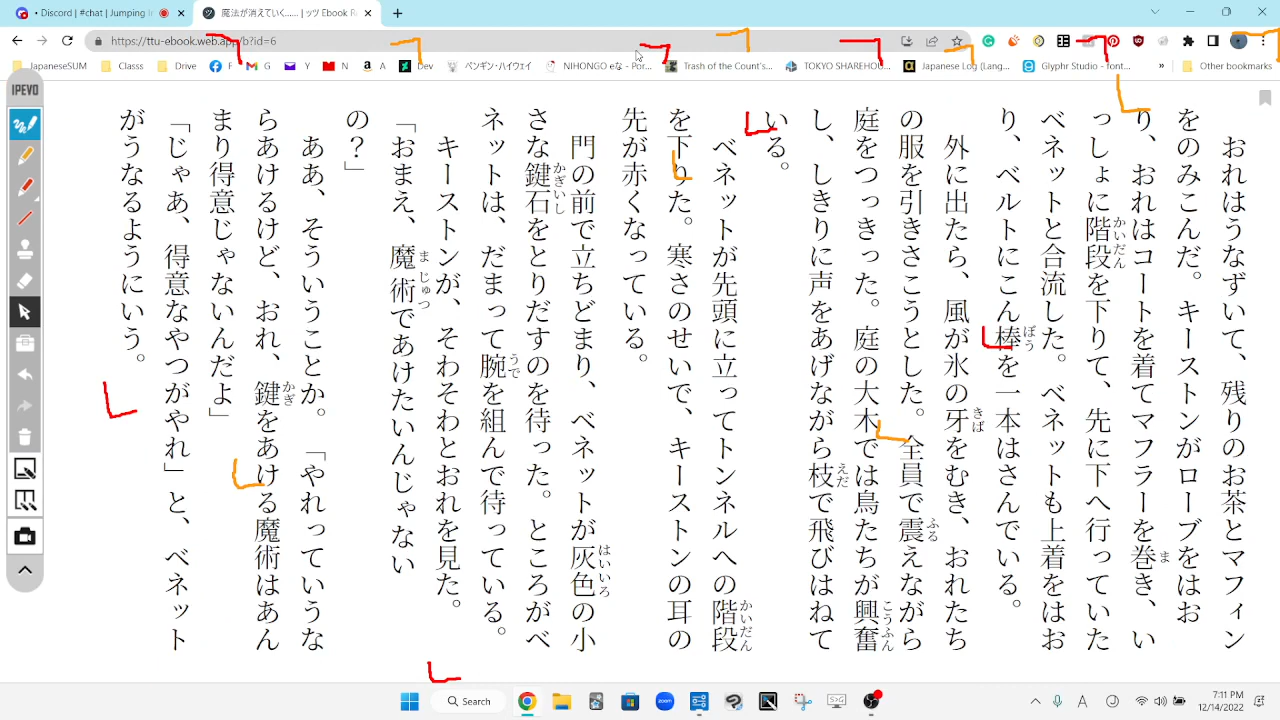 • Discord | #chat | Jumping In
魔法が消えていく…… | ッツ Ebook Re
https://ttu-ebook.web.app/b?id=6
JapaneseSUM
Classs
Drive
F
G
Y
N
A
Dev
ペンギン・ハイウェイ
NIHONGO eな - Por...
Trash of the Count's...
TOKYO SHAREHOU...
Japanese Log (Lang...
Glyphr Studio - font...
»
Other bookmarks
IPEVO
おれはうなずいて、残りのお茶とマフィン
をのみこんだ。キーストンがローブをはお
り、おれはコートを着てマフラーを巻き、い
っしょに階段を下りて、先に下へ行っていた
ベネットと合流した。ベネットも上着をはお
り、ベルトにこん棒を一本はさんでいる。
外に出たら、風が氷の牙をむき、おれたち
の服を引きさこうとした。全員で震えながら
庭をつっきった。庭の大木では鳥たちが興奮
し、しきりに声をあげながら枝で飛びはねて
いる。
ベネットが先頭に立ってトンネルへの階段
を下りた。寒さのせいで、キーストンの耳の
先が赤くなっている。
門の前で立ちどまり、ベネットが灰色の小
さな鍵石をとりだすのを待った。ところがベ
ネットは、だまって腕を組んで待っている。
キーストンが、そわそわとおれを見た。
「おまえ、魔術であけたいんじゃない
の？」
ああ、そういうことか。「やれっていうな
らあけるけど、おれ、鍵をあける魔術はあん
まり得意じゃないんだよ」
「じゃあ、得意なやつがやれ」と、ベネット
がうなるようにいう。
Search
zoom
A
7:11 PM
12/14/2022